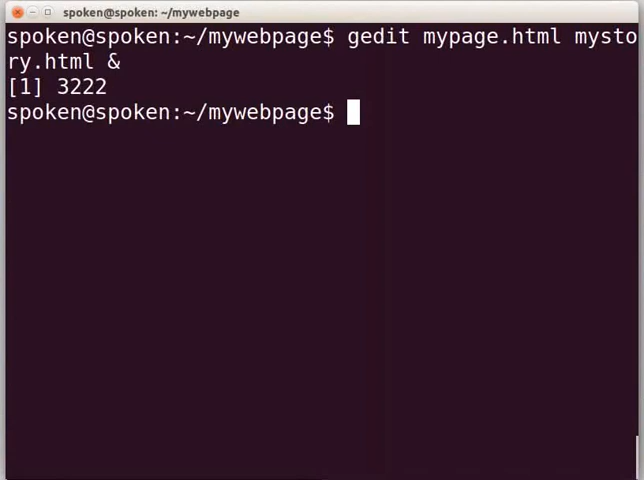 spoken@spoken: ~/mywebpage
spoken@spoken:~/mywebpage$ gedit mypage.html mysto
ry.html &
[1] 3222
spoken@spoken:~/mywebpage$